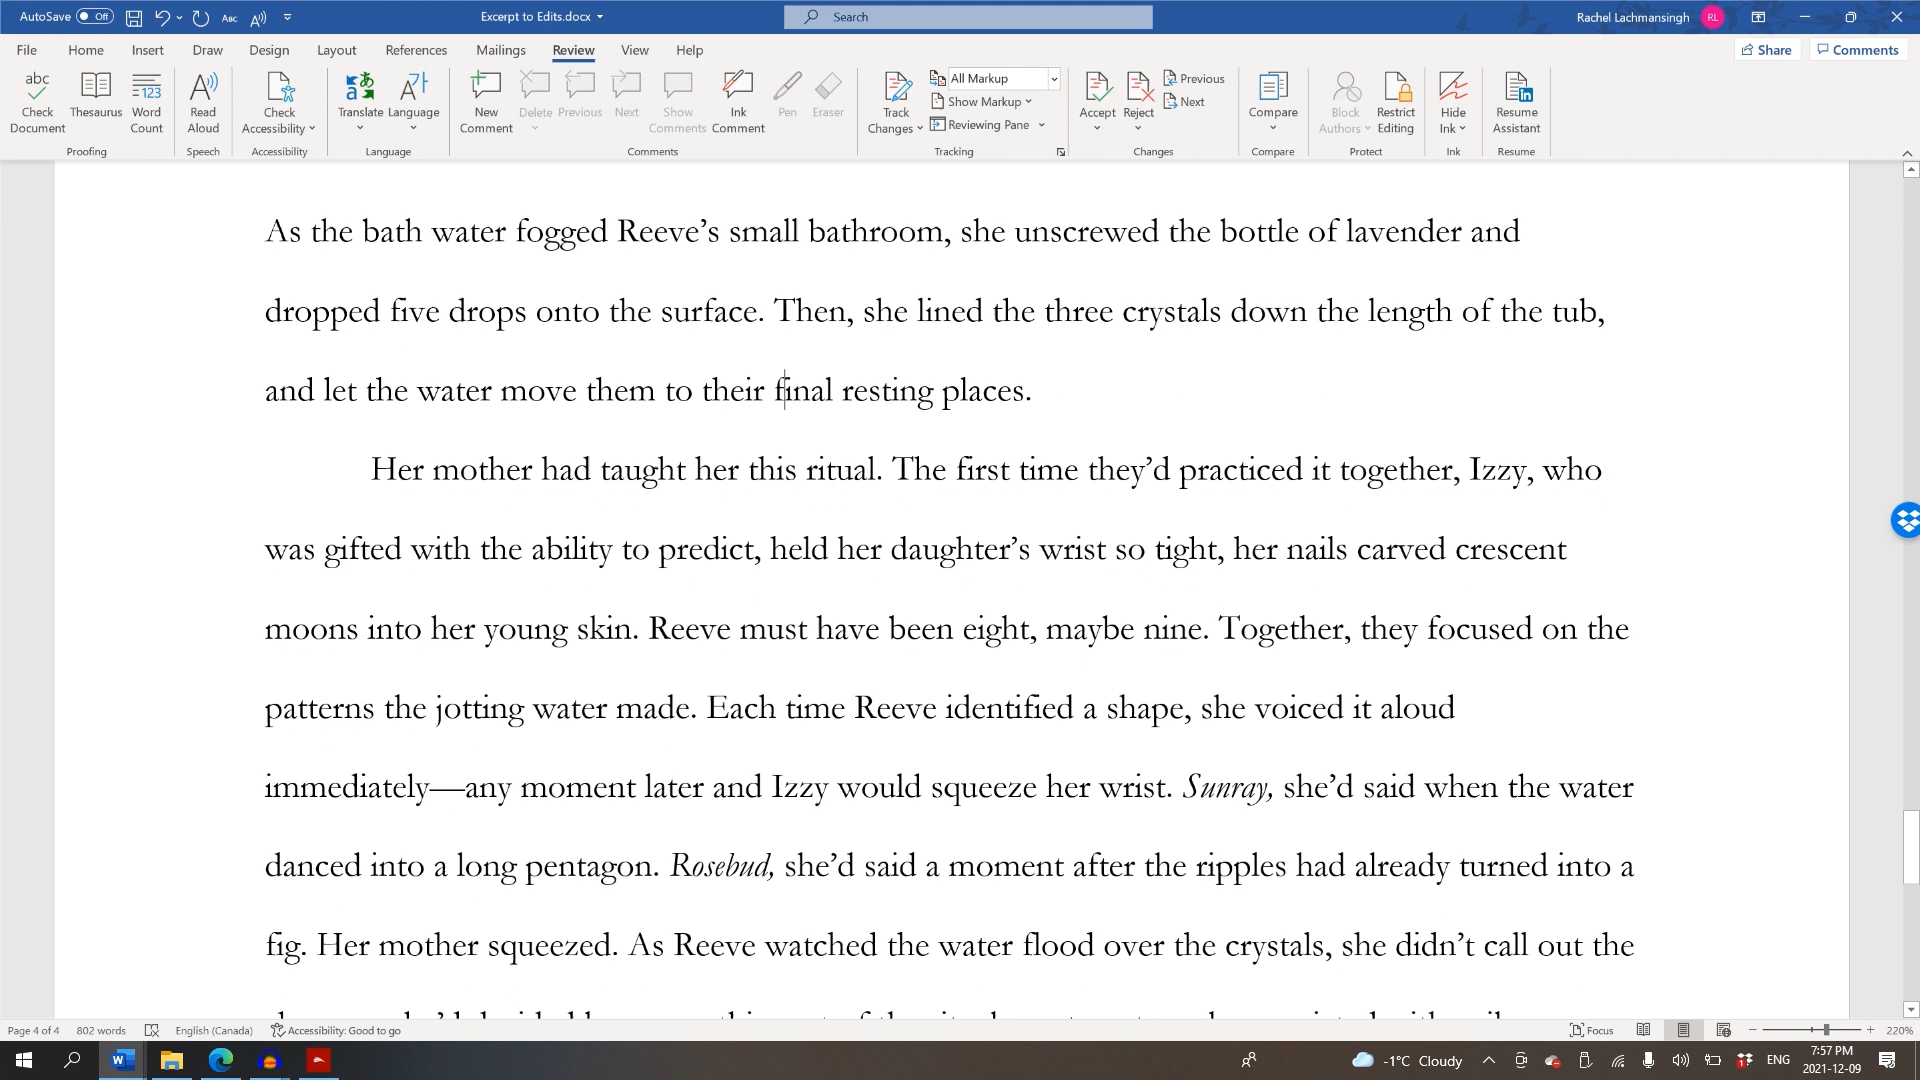 AutoSave Off Abc A Excerpt to Edits.docx Search Rachel Lachmansingh RL
File Home Insert Draw Design Layout References Mailings Review View Help Share Comments
abc Check Document Thesaurus 123 Word Count Proofing
A Read Aloud Speech
Check Accessibility Accessibility
Translate Language Language
New Comment Delete Previous Next Show Comments Ink Comment Pen Eraser Comments
Track Changes All Markup Show Markup Reviewing Pane Tracking
Accept Reject Previous Next Changes
Compare Compare
Block Authors Restrict Editing Protect
Hide Ink Ink
Resume Assistant Resume
As the bath water fogged Reeve’s small bathroom, she unscrewed the bottle of lavender and
dropped five drops onto the surface. Then, she lined the three crystals down the length of the tub,
and let the water move them to their final resting places.
Her mother had taught her this ritual. The first time they’d practiced it together, Izzy, who
was gifted with the ability to predict, held her daughter’s wrist so tight, her nails carved crescent
moons into her young skin. Reeve must have been eight, maybe nine. Together, they focused on the
patterns the jotting water made. Each time Reeve identified a shape, she voiced it aloud
immediately—any moment later and Izzy would squeeze her wrist. Sunray, she’d said when the water
danced into a long pentagon. Rosebud, she’d said a moment after the ripples had already turned into a
fig. Her mother squeezed. As Reeve watched the water flood over the crystals, she didn’t call out the
Page 4 of 4 802 words English (Canada) Accessibility: Good to go Focus 220%
-1°C Cloudy ENG 7:57 PM
2021-12-09